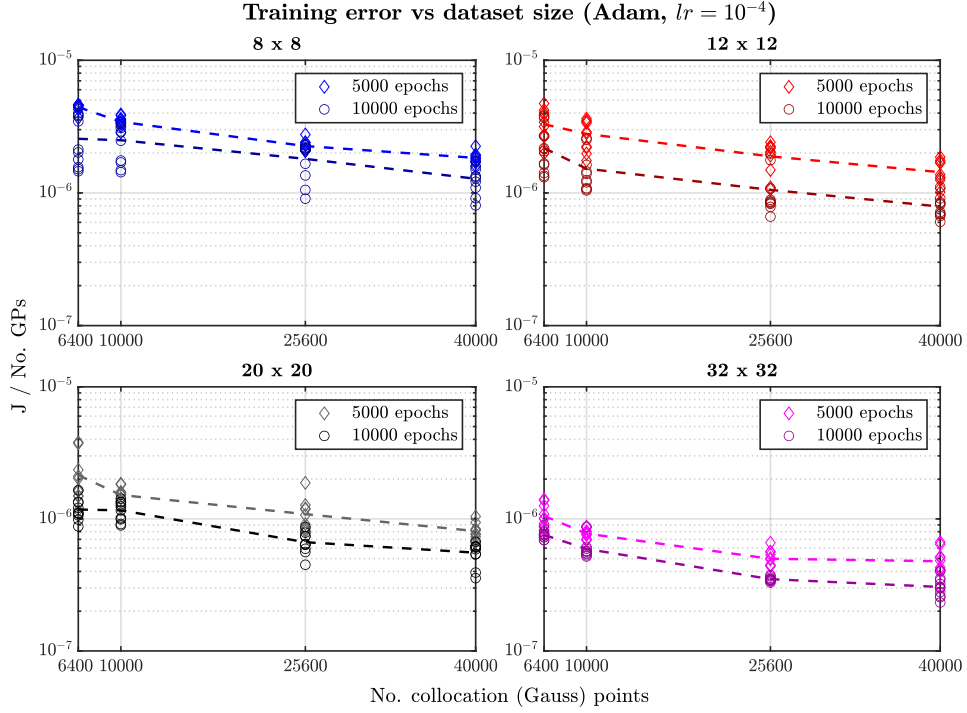 Training error vs dataset size (Adam, lr = 10⁻⁴)
8 x 8
10⁻⁵
10⁻⁶
10⁻⁷
5000 epochs
10000 epochs
6400 10000 25600 40000
12 x 12
10⁻⁵
10⁻⁶
10⁻⁷
5000 epochs
10000 epochs
6400 10000 25600 40000
J / No. GPs
20 x 20
10⁻⁵
10⁻⁶
10⁻⁷
5000 epochs
10000 epochs
6400 10000 25600 40000
32 x 32
10⁻⁵
10⁻⁶
10⁻⁷
5000 epochs
10000 epochs
6400 10000 25600 40000
No. collocation (Gauss) points